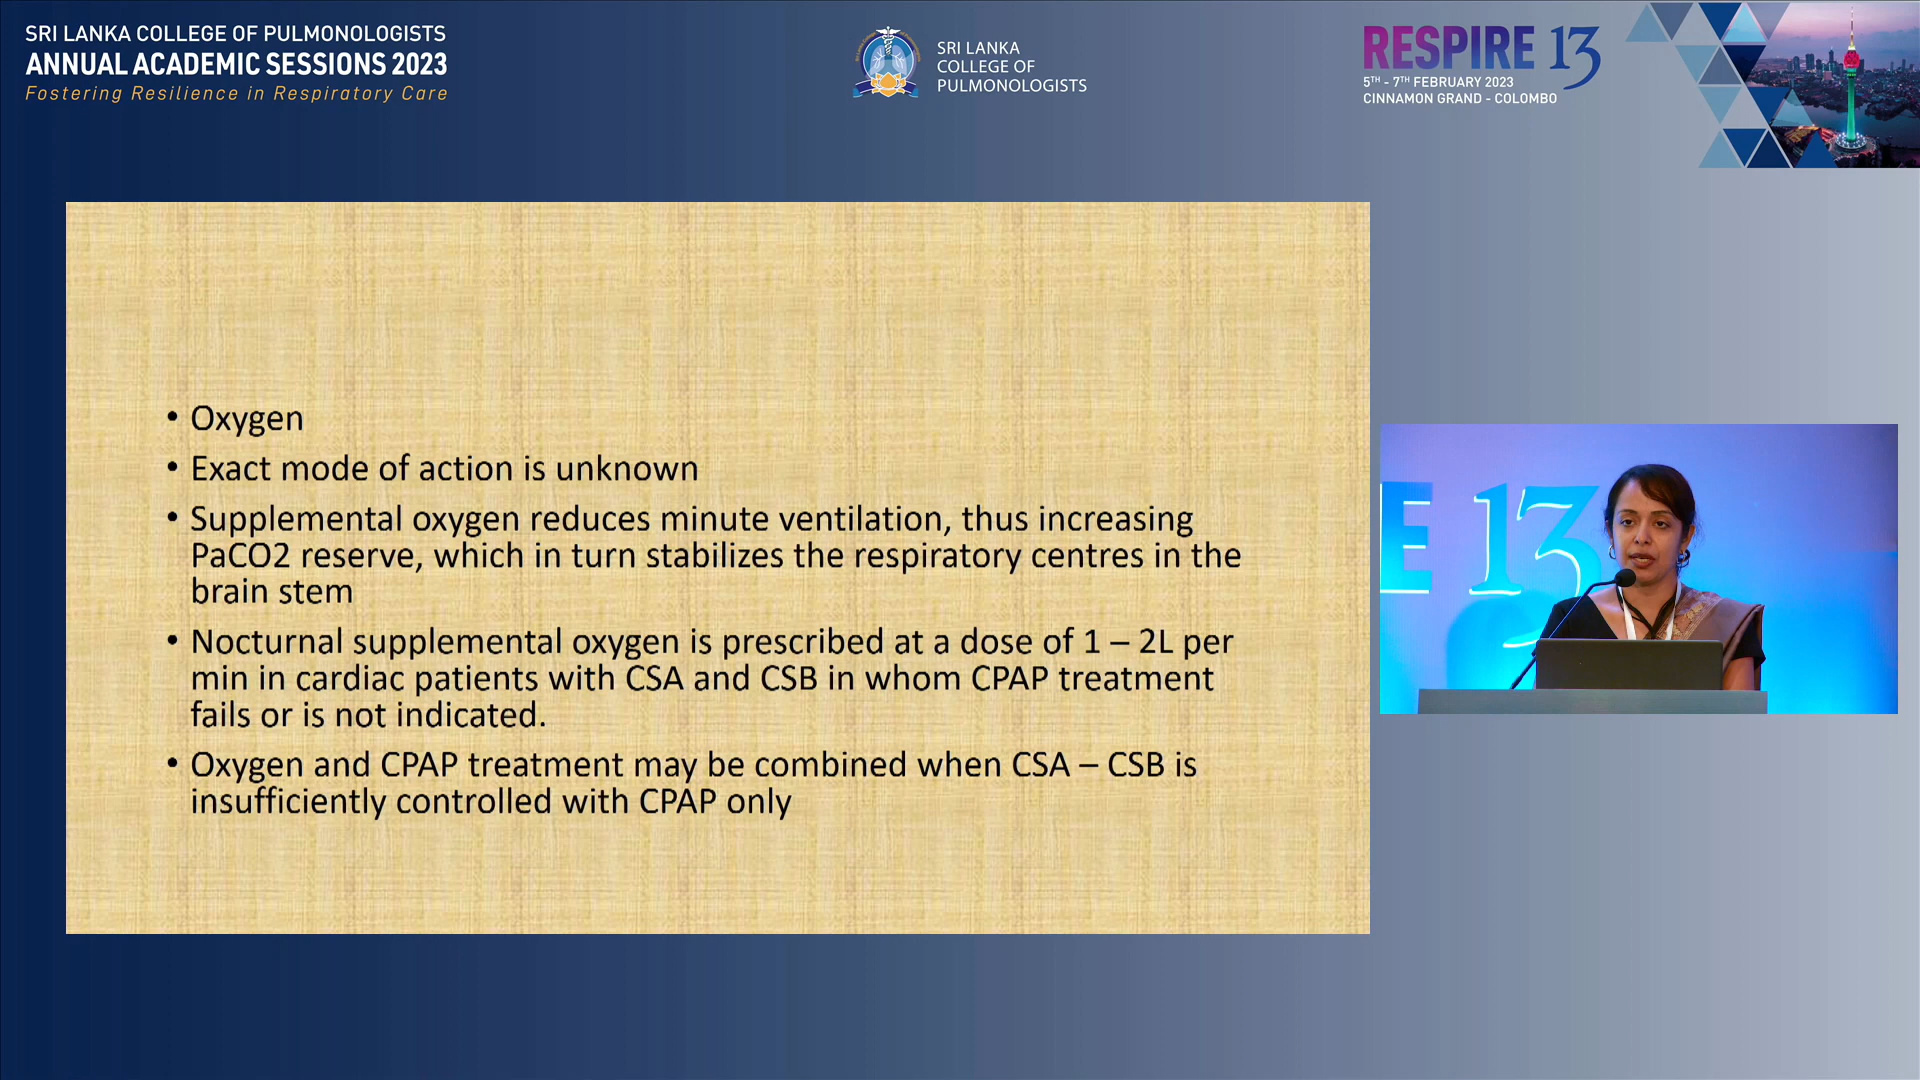 SRI LANKA COLLEGE OF PULMONOLOGISTS
ANNUAL ACADEMIC SESSIONS 2023
Fostering Resilience in Respiratory Care
SRI LANKA
COLLEGE OF
PULMONOLOGISTS
RESPIRE 13
5TH - 7TH FEBRUARY 2023
CINNAMON GRAND - COLOMBO
• Oxygen
• Exact mode of action is unknown
• Supplemental oxygen reduces minute ventilation, thus increasing
PaCO2 reserve, which in turn stabilizes the respiratory centres in the
brain stem
• Nocturnal supplemental oxygen is prescribed at a dose of 1 – 2L per
min in cardiac patients with CSA and CSB in whom CPAP treatment
fails or is not indicated.
• Oxygen and CPAP treatment may be combined when CSA – CSB is
insufficiently controlled with CPAP only
E 13